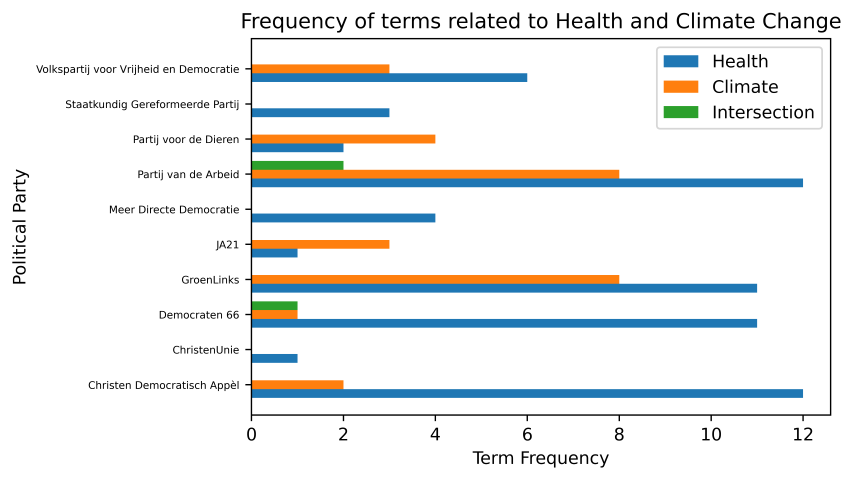 Frequency of terms related to Health and Climate Change
Health
Climate
Intersection
Political Party
Volkspartij voor Vrijheid en Democratie
Staatkundig Gereformeerde Partij
Partij voor de Dieren
Partij van de Arbeid
Meer Directe Democratie
JA21
GroenLinks
Democraten 66
ChristenUnie
Christen Democratisch Appèl
0 2 4 6 8 10 12
Term Frequency